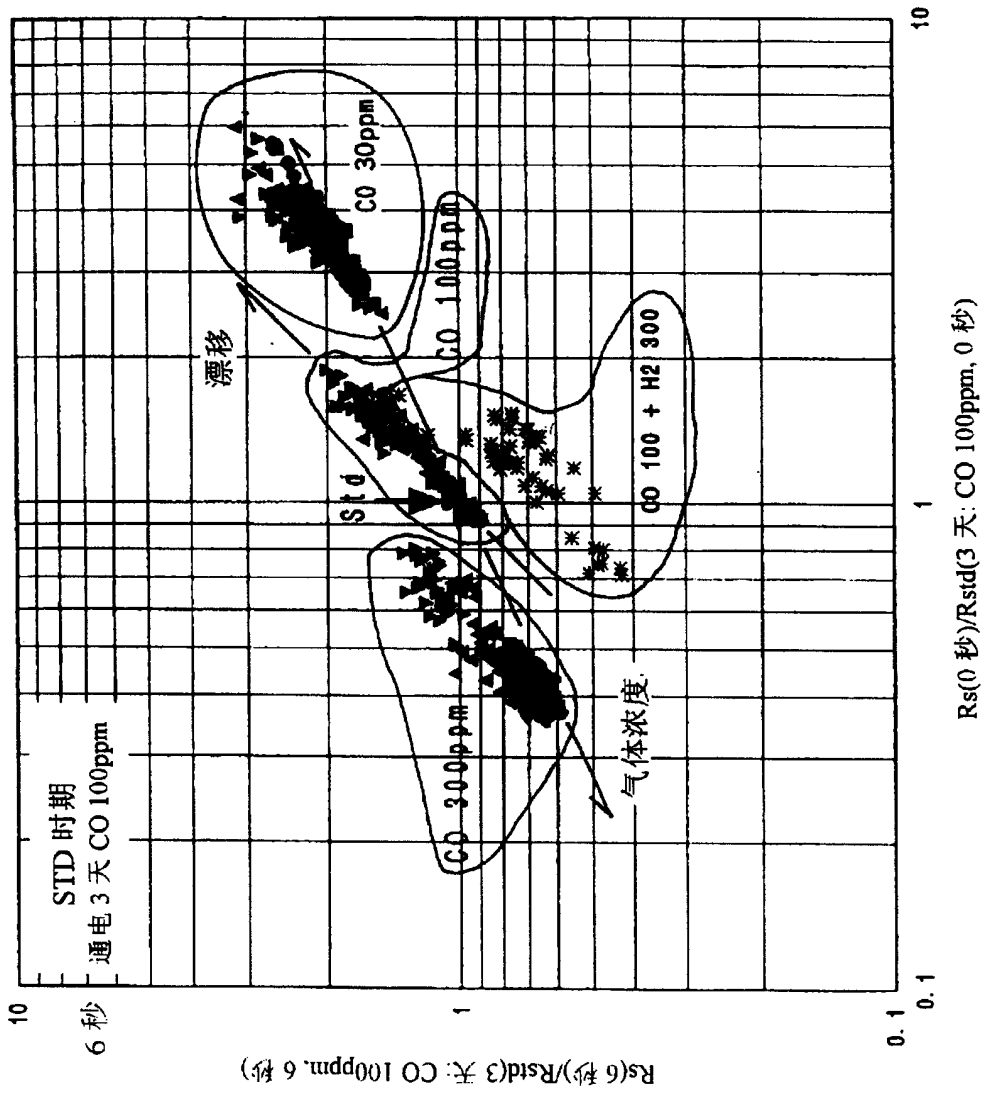 STD 时期
通电 3 天 CO 100ppm
6 秒
10
1
0.1
0.1
1
10
漂移
Std
CO 30ppm
CO 100ppm
CO 300ppm
CO 100 + H2 300
气体浓度.
Rs(6 秒)/Rstd(3 天: CO 100ppm. 6 秒)
Rs(0 秒)/Rstd(3 天: CO 100ppm, 0 秒)